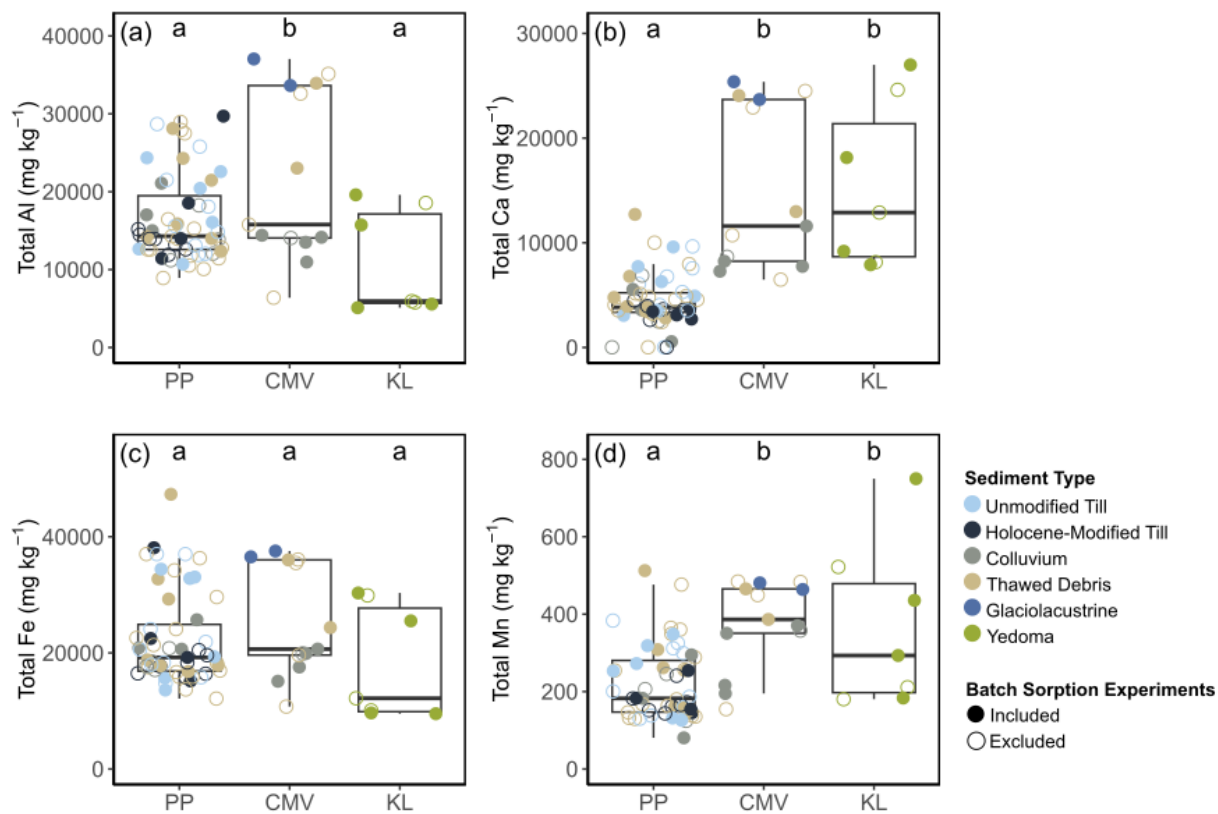 (a) a b a
40000
30000
20000
10000
0
Total Al (mg kg⁻¹)
PP CMV KL
(b) a b b
30000
20000
10000
0
Total Ca (mg kg⁻¹)
PP CMV KL
(c) a a a
40000
20000
0
Total Fe (mg kg⁻¹)
PP CMV KL
(d) a b b
800
600
400
200
0
Total Mn (mg kg⁻¹)
PP CMV KL
Sediment Type
Unmodified Till
Holocene-Modified Till
Colluvium
Thawed Debris
Glaciolacustrine
Yedoma
Batch Sorption Experiments
Included
Excluded